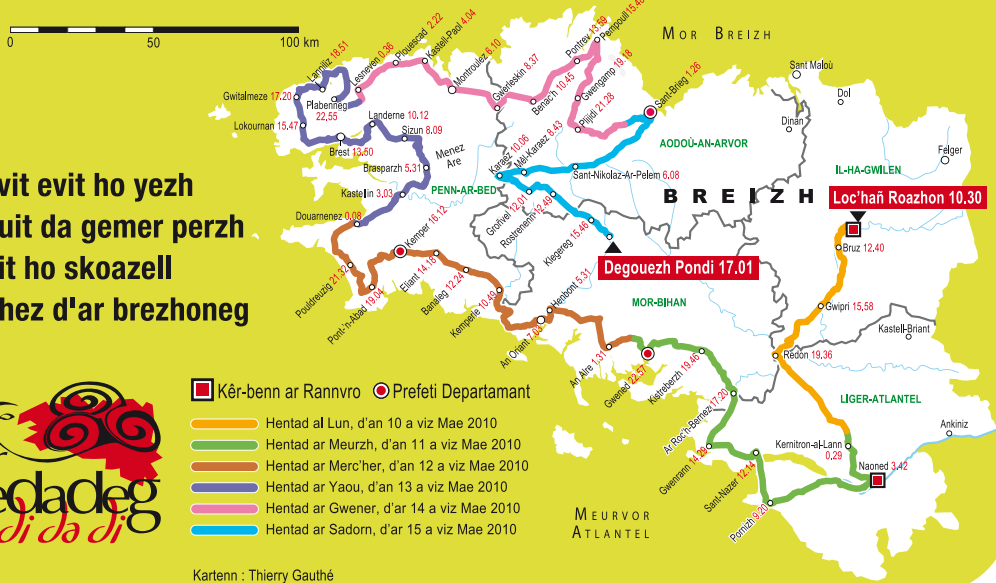 0 50 100 km
MOR BREIZH
Lanniliz 18.51
Lesneven 0.36
Plouescad 2.22
Kastell-Paol 4.04
Montroulez 6.10
Gwerleskin 8.37
Benac'h 10.45
Pontrev 13.59
Pempoull 15.48
Gwengamp 19.18
Plijidi 21.28
Sant-Brieg 1.26
Sant Maloù
Dol
Dinan
Felger
Gwitalmeze 17.20
Plabenneg 22,55
Lokournan 15.47
Landerne 10.12
Brest 13.50
Sizun 8.09
Menez Are
Brasparzh 5.31
Kastellin 3,03
Douarnenez 0,08
PENN-AR-BED
Karaez 10.06
Mêl-Karaez 8.43
Sant-Nikolaz-Ar-Pelem 6,08
AODOÙ-AN-ARVOR
IL-HA-GWILEN
BREIZH
Loc'hañ Roazhon 10.30
Bruz 12,40
Gwipri 15,58
Kastell-Briant
Redon 19,36
Groñvel 12.01
Rostrenenn 12.49
Klegereg 15.46
Degouezh Pondi 17.01
MOR-BIHAN
Kemper 16.12
Pouldreuzig 21.32
Pont-'n-Abad 19.04
Eliant 14.18
Banaleg 12.24
Kemperle 10.45
An Oriant 7.03
Henbont 5.31
An Alre 1.31
Gwened 22.57
Kistreberzh 19.46
Ar Roc'h-Bernez 17.20
Gwenrann 14.29
Sant-Nazer 12.14
Pornizh 9.20
Kernitron-al-Lann 0,29
Naoned 3.42
LIGER-ATLANTEL
Ankiniz
MEURVOR ATLANTEL
vit evit ho yezh
uit da gemer perzh
it ho skoazell
hez d'ar brezhoneg
edadeg
di da di
Kêr-benn ar Rannvro Prefeti Departamant
Hentad al Lun, d'an 10 a viz Mae 2010
Hentad ar Meurzh, d'an 11 a viz Mae 2010
Hentad ar Merc'her, d'an 12 a viz Mae 2010
Hentad ar Yaou, d'an 13 a viz Mae 2010
Hentad ar Gwener, d'ar 14 a viz Mae 2010
Hentad ar Sadorn, d'ar 15 a viz Mae 2010
Kartenn : Thierry Gauthé